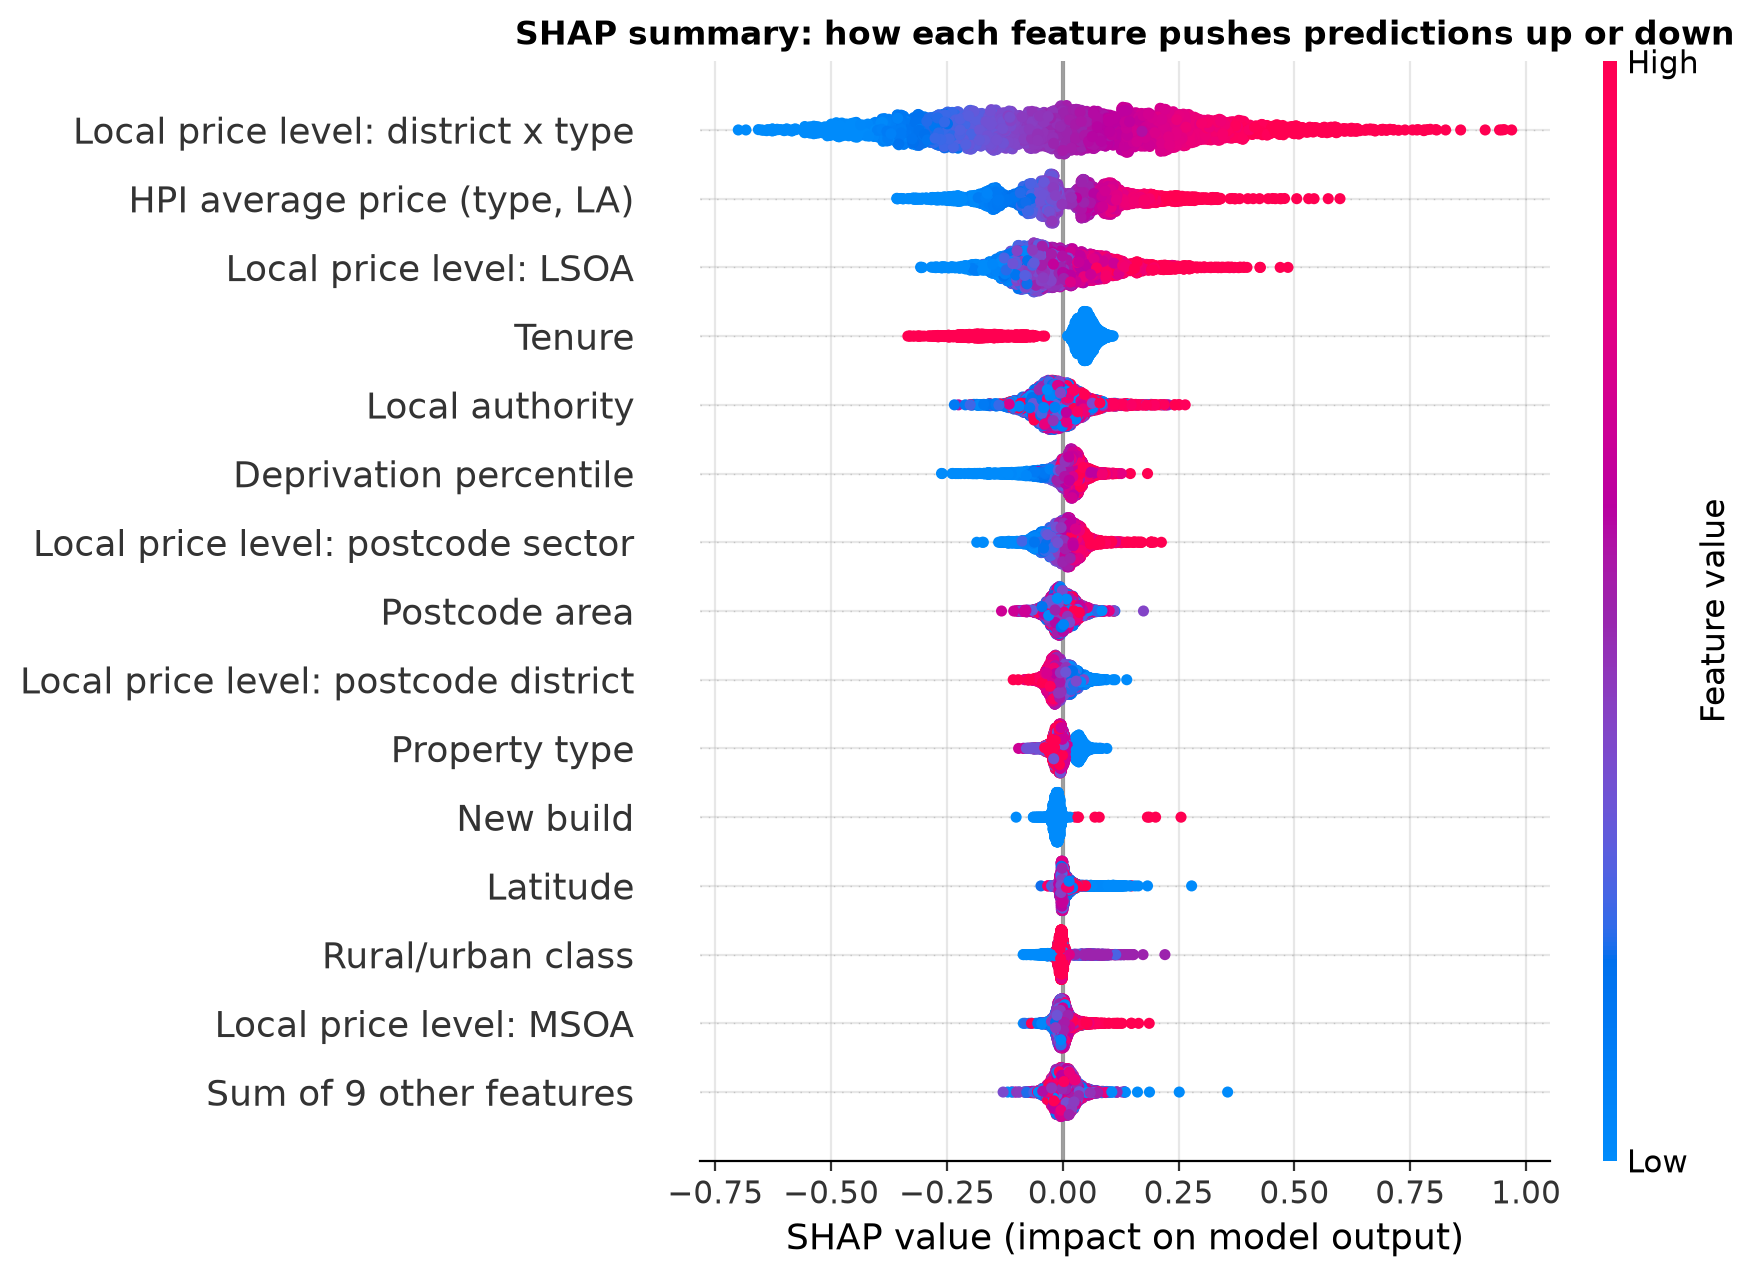 SHAP summary: how each feature pushes predictions up or down
High
Local price level: district x type
HPI average price (type, LA)
Local price level: LSOA
Tenure
Local authority
Deprivation percentile
Local price level: postcode sector
Postcode area
Local price level: postcode district
Property type
New build
Latitude
Rural/urban class
Local price level: MSOA
Sum of 9 other features
Feature value
Low
−0.75 −0.50 −0.25 0.00 0.25 0.50 0.75 1.00
SHAP value (impact on model output)